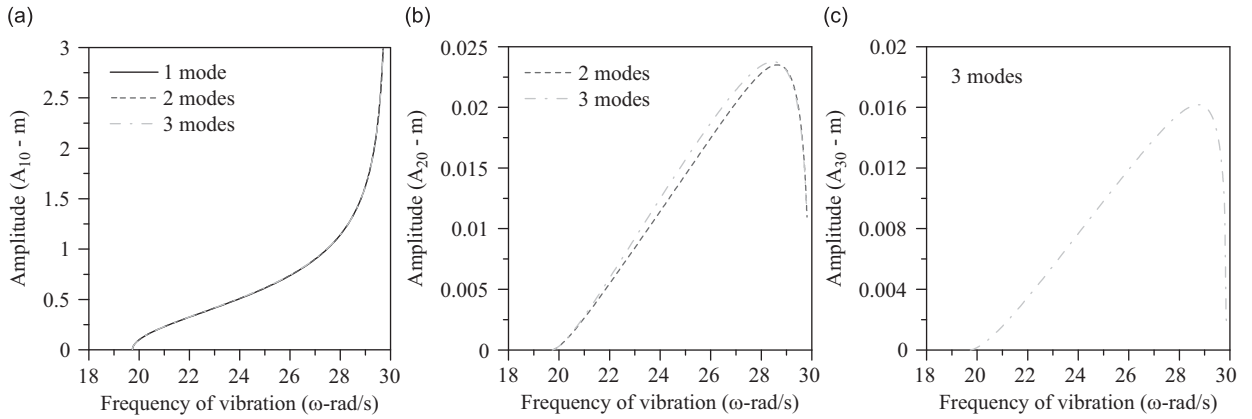 (a)
3
2.5
2
1.5
1
0.5
0
Amplitude (A10 - m)
1 mode
2 modes
3 modes
18 20 22 24 26 28 30
Frequency of vibration (ω-rad/s)
(b)
0.025
0.02
0.015
0.01
0.005
0
Amplitude (A20 - m)
2 modes
3 modes
18 20 22 24 26 28 30
Frequency of vibration (ω-rad/s)
(c)
0.02
0.016
0.012
0.008
0.004
0
Amplitude (A30 - m)
3 modes
18 20 22 24 26 28 30
Frequency of vibration (ω-rad/s)